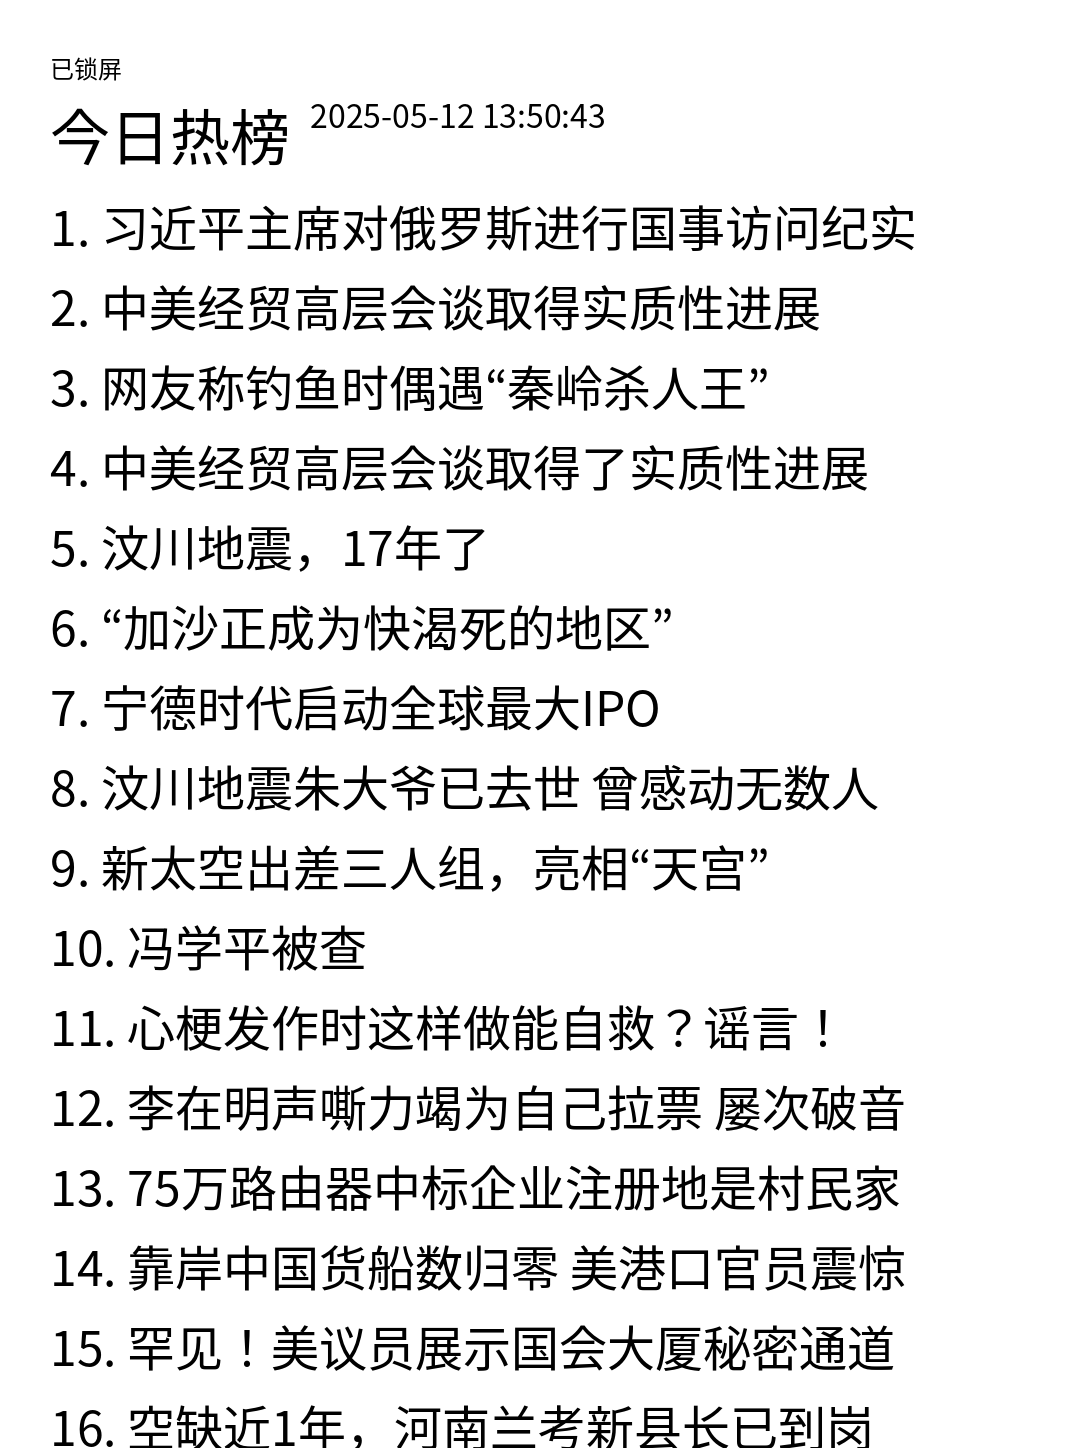 已锁屏
今日热榜 2025-05-12 13:50:43
1. 习近平主席对俄罗斯进行国事访问纪实
2. 中美经贸高层会谈取得实质性进展
3. 网友称钓鱼时偶遇“秦岭杀人王”
4. 中美经贸高层会谈取得了实质性进展
5. 汶川地震，17年了
6. “加沙正成为快渴死的地区”
7. 宁德时代启动全球最大IPO
8. 汶川地震朱大爷已去世 曾感动无数人
9. 新太空出差三人组，亮相“天宫”
10. 冯学平被查
11. 心梗发作时这样做能自救？谣言！
12. 李在明声嘶力竭为自己拉票 屡次破音
13. 75万路由器中标企业注册地是村民家
14. 靠岸中国货船数归零 美港口官员震惊
15. 罕见！美议员展示国会大厦秘密通道
16. 空缺近1年，河南兰考新县长已到岗